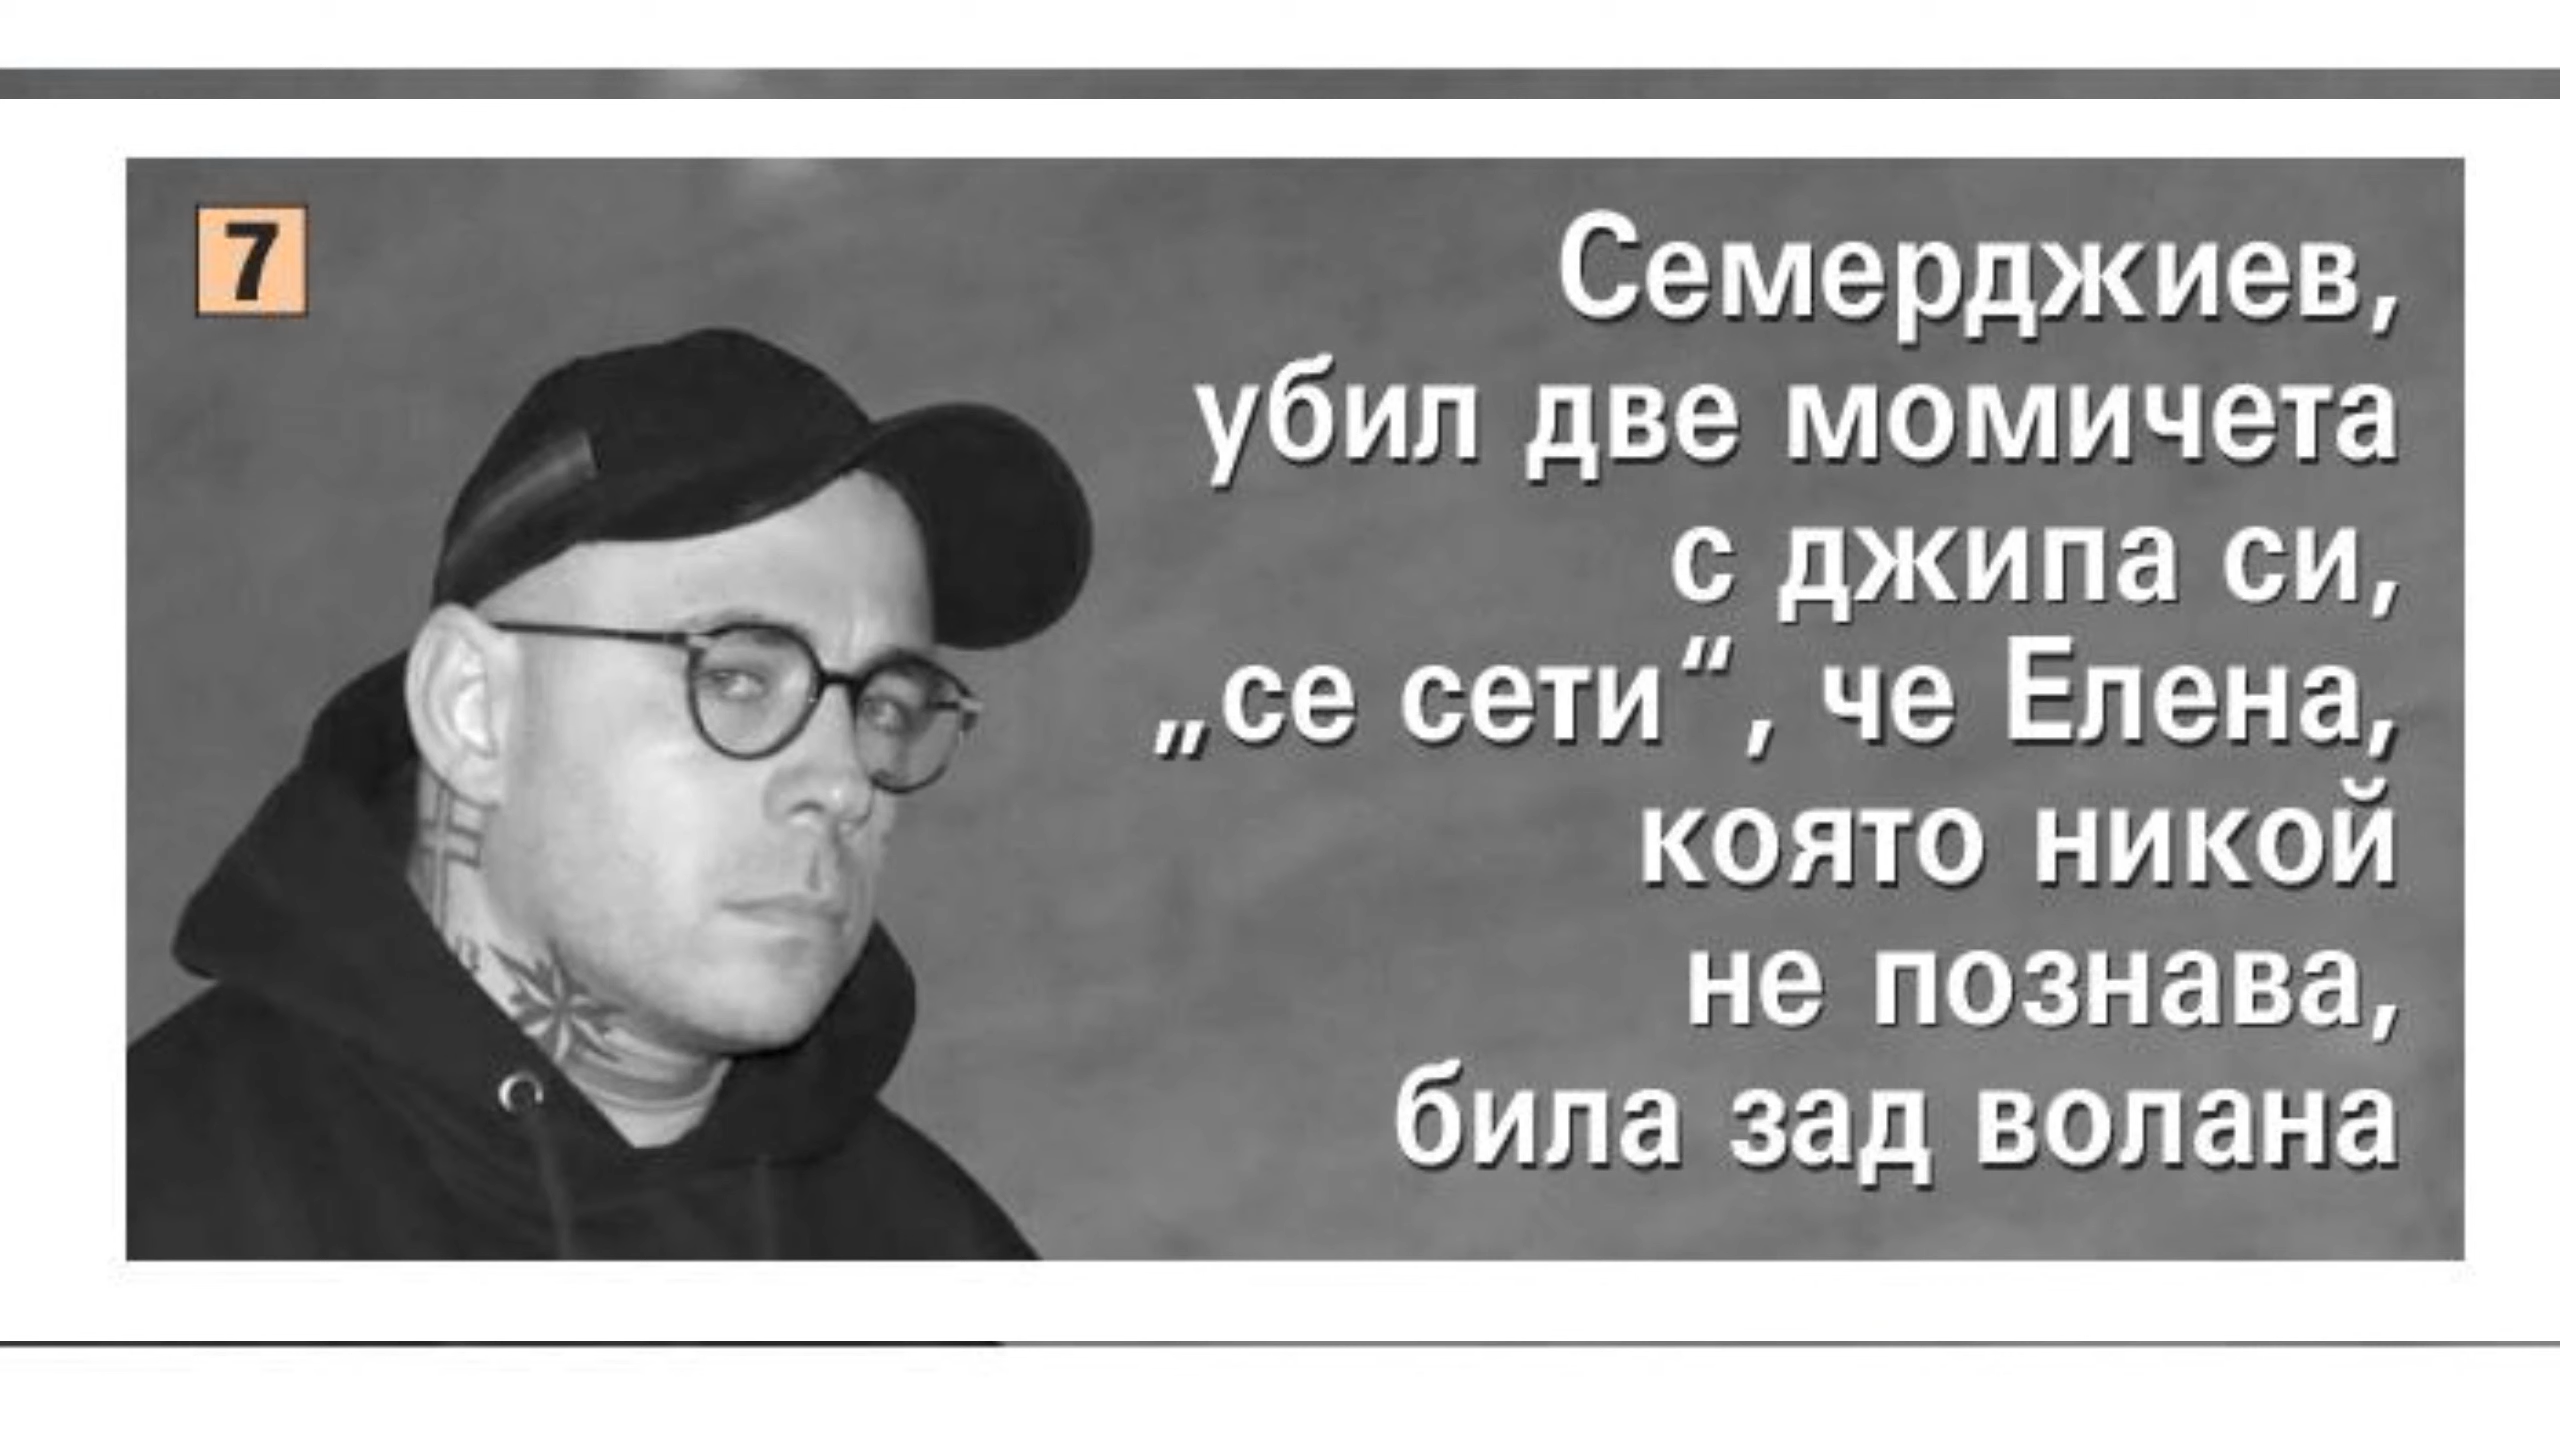 7
Семерджиев,
убил две момичета
с джипа си,
„се сети“, че Елена,
която никой
не познава,
била зад волана